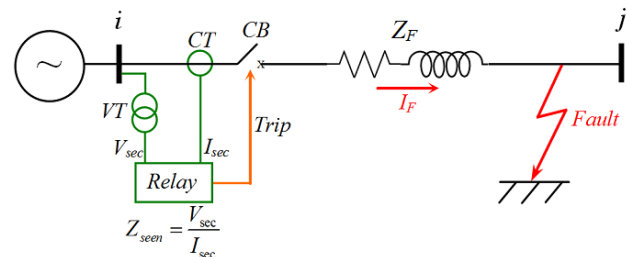 i
CT
CB
Z_F
j
~
VT
I_F
Trip
Fault
V_sec
I_sec
Relay
Z_seen = V_sec / I_sec